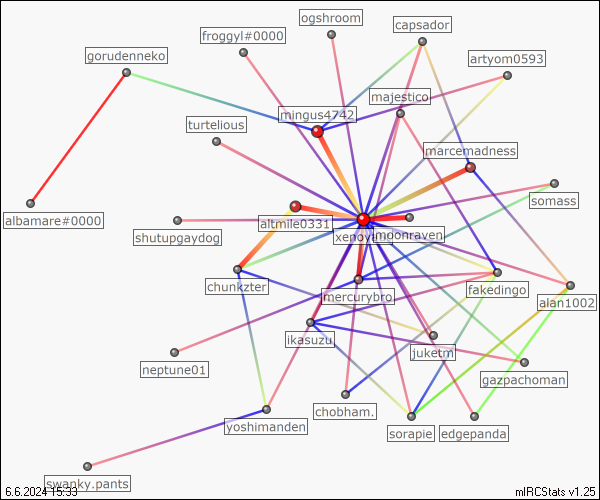 ogshroom
capsador
froggyl#0000
gorudenneko
artyom0593
majestico
mingus4742
turtelious
marcemadness
somass
albamare#0000
altmile0331
moonraven
shutupgaydog
chunkzter
mercurybro
fakedingo
alan1002
ikasuzu
juketm
neptune01
gazpachoman
chobham.
yoshimanden
sorapie
edgepanda
swanky.pants
6.6.2024 15:33
mIRCStats v1.25